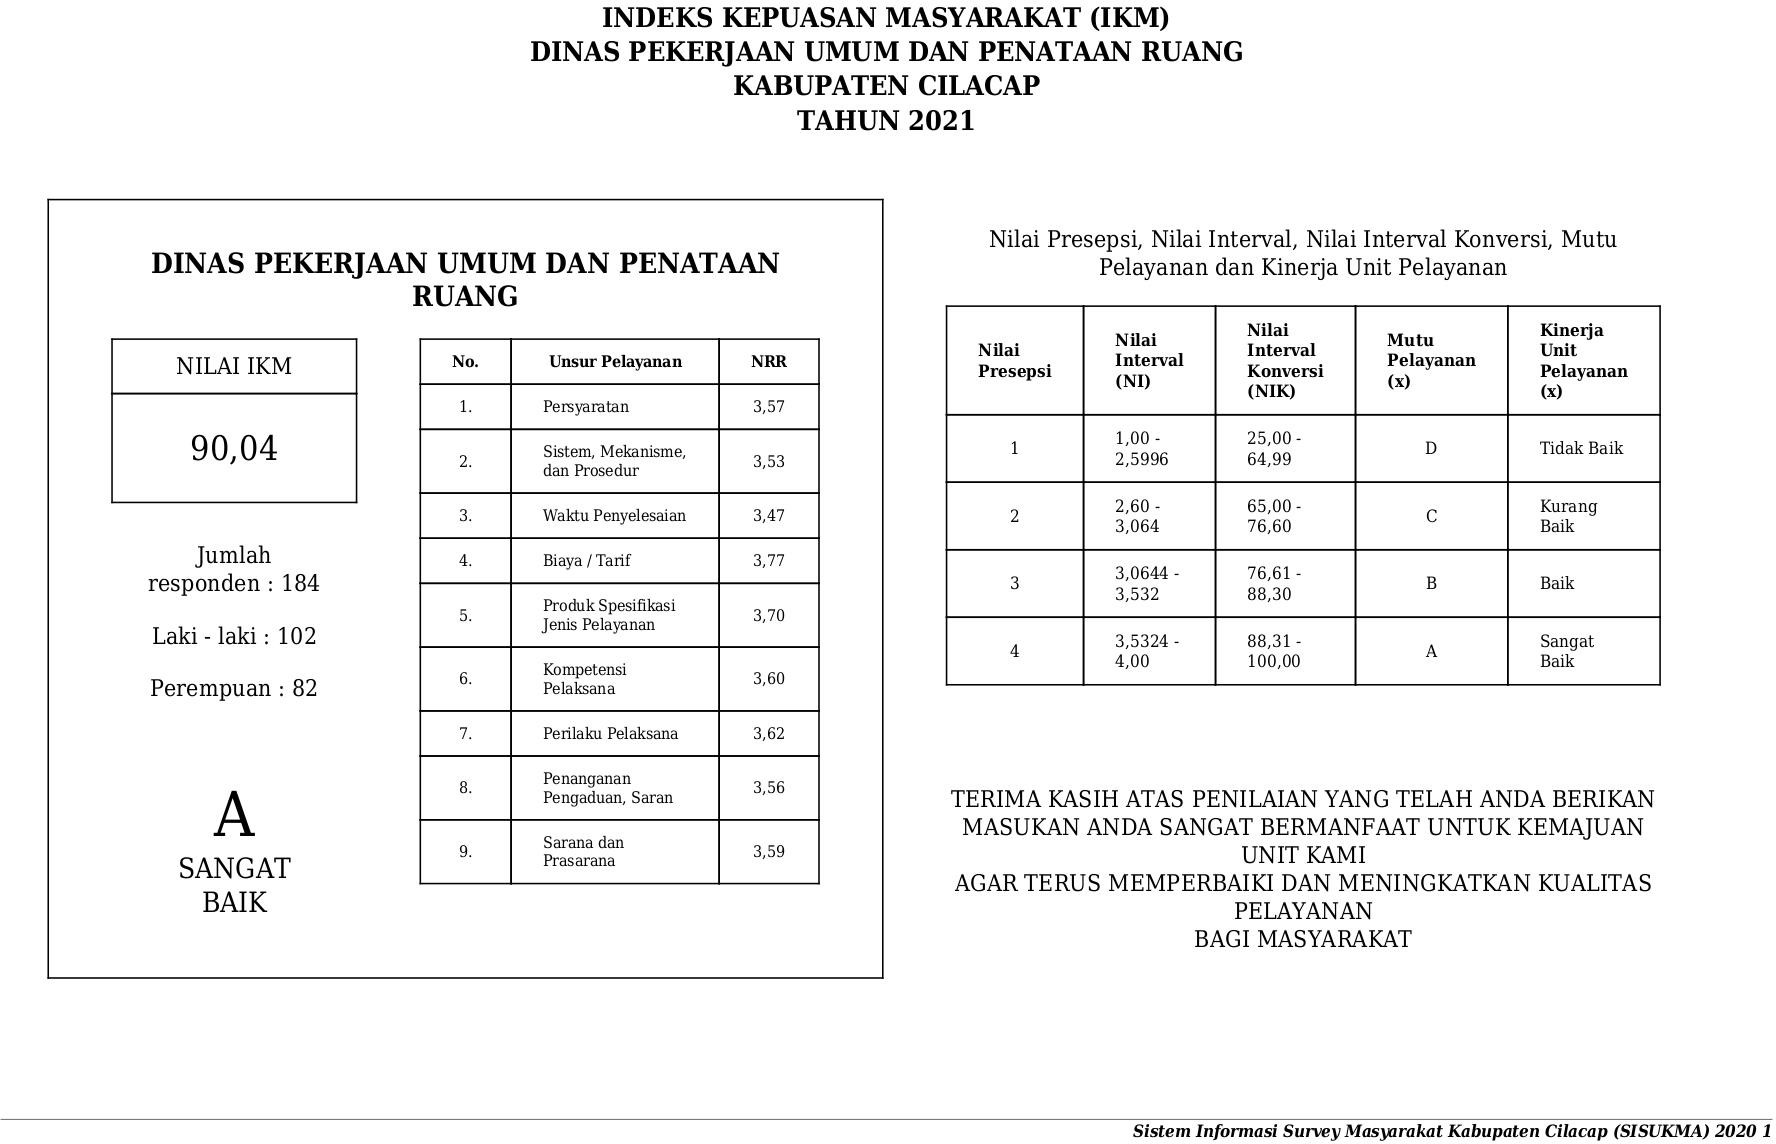 INDEKS KEPUASAN MASYARAKAT (IKM)
DINAS PEKERJAAN UMUM DAN PENATAAN RUANG
KABUPATEN CILACAP
TAHUN 2021
DINAS PEKERJAAN UMUM DAN PENATAAN
RUANG
NILAI IKM
90,04
Jumlah
responden : 184
Laki - laki : 102
Perempuan : 82
A
SANGAT
BAIK
No. Unsur Pelayanan NRR
1. Persyaratan 3,57
2. Sistem, Mekanisme,
dan Prosedur 3,53
3. Waktu Penyelesaian 3,47
4. Biaya / Tarif 3,77
5. Produk Spesifikasi
Jenis Pelayanan 3,70
6. Kompetensi
Pelaksana 3,60
7. Perilaku Pelaksana 3,62
8. Penanganan
Pengaduan, Saran 3,56
9. Sarana dan
Prasarana 3,59
Nilai Presepsi, Nilai Interval, Nilai Interval Konversi, Mutu
Pelayanan dan Kinerja Unit Pelayanan
Nilai
Presepsi
Nilai
Interval
(NI)
Nilai
Interval
Konversi
(NIK)
Mutu
Pelayanan
(x)
Kinerja
Unit
Pelayanan
(x)
1
1,00 -
2,5996
25,00 -
64,99
D
Tidak Baik
2
2,60 -
3,064
65,00 -
76,60
C
Kurang
Baik
3
3,0644 -
3,532
76,61 -
88,30
B
Baik
4
3,5324 -
4,00
88,31 -
100,00
A
Sangat
Baik
TERIMA KASIH ATAS PENILAIAN YANG TELAH ANDA BERIKAN
MASUKAN ANDA SANGAT BERMANFAAT UNTUK KEMAJUAN
UNIT KAMI
AGAR TERUS MEMPERBAIKI DAN MENINGKATKAN KUALITAS
PELAYANAN
BAGI MASYARAKAT
Sistem Informasi Survey Masyarakat Kabupaten Cilacap (SISUKMA) 2020 1